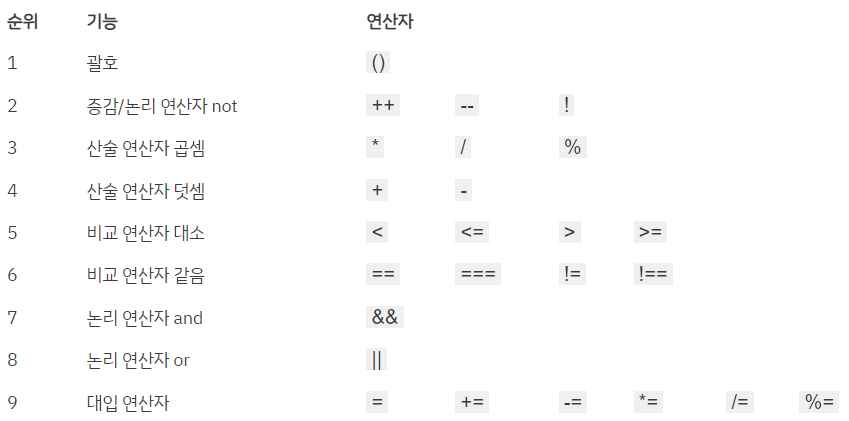 순위 기능 연산자
1 괄호 ()
2 증감/논리 연산자 not ++ -- !
3 산술 연산자 곱셈 * / %
4 산술 연산자 덧셈 + -
5 비교 연산자 대소 < <= > >=
6 비교 연산자 같음 == === != !==
7 논리 연산자 and &&
8 논리 연산자 or ||
9 대입 연산자 = += -= *= /= %=